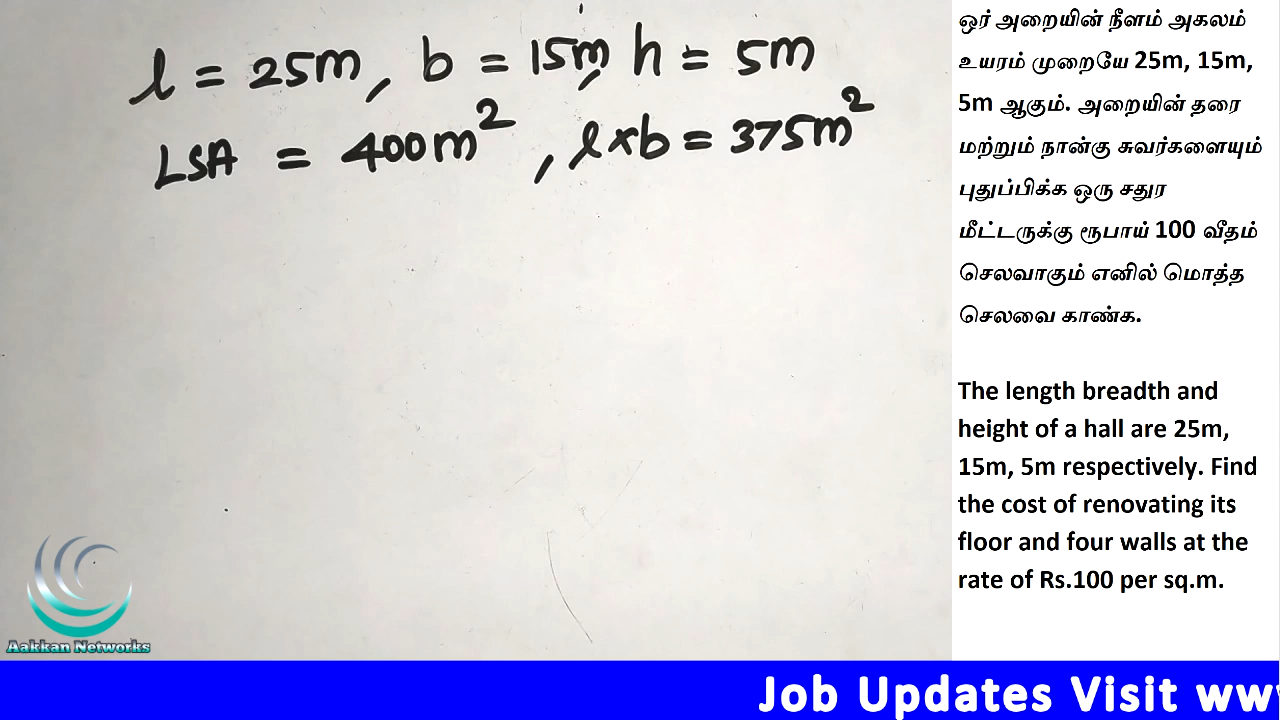 l = 25m, b = 15m, h = 5m
LSA = 400m², l×b = 375m²
ஓர் அறையின் நீளம் அகலம்
உயரம் முறையே 25m, 15m,
5m ஆகும். அறையின் தரை
மற்றும் நான்கு சுவர்களையும்
புதுப்பிக்க ஒரு சதுர
மீட்டருக்கு ரூபாய் 100 வீதம்
செலவாகும் எனில் மொத்த
செலவை காண்க.
The length breadth and
height of a hall are 25m,
15m, 5m respectively. Find
the cost of renovating its
floor and four walls at the
rate of Rs.100 per sq.m.
Aakkan Networks
Job Updates Visit ww